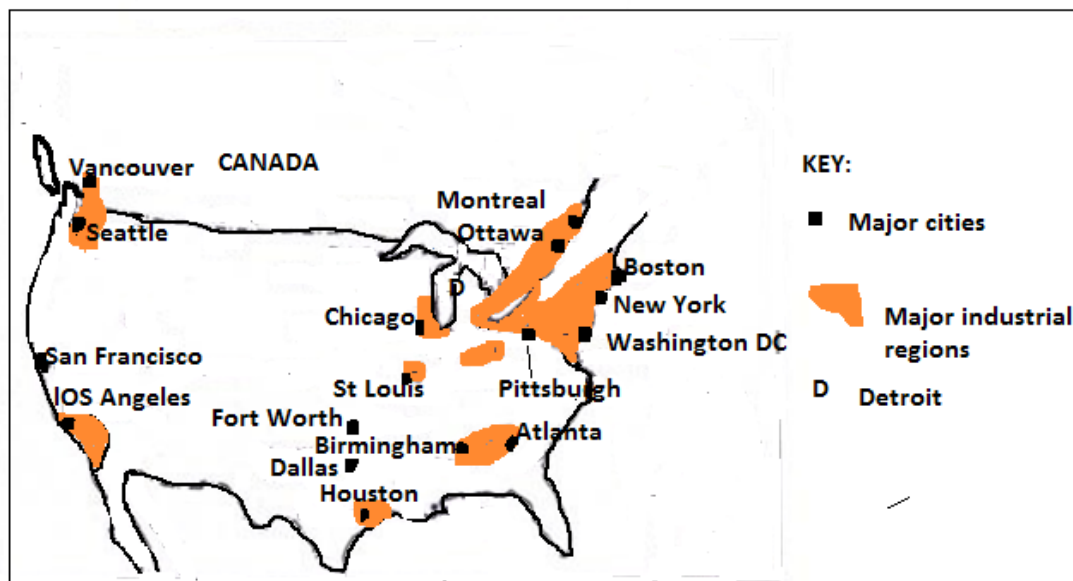 Vancouver
CANADA
Seattle
Montreal
Ottawa
D
Boston
New York
Chicago
Washington DC
San Francisco
St Louis
Pittsburgh
lOS Angeles
Fort Worth
Birmingham
Atlanta
Dallas
Houston
KEY:
Major cities
Major industrial
regions
D Detroit